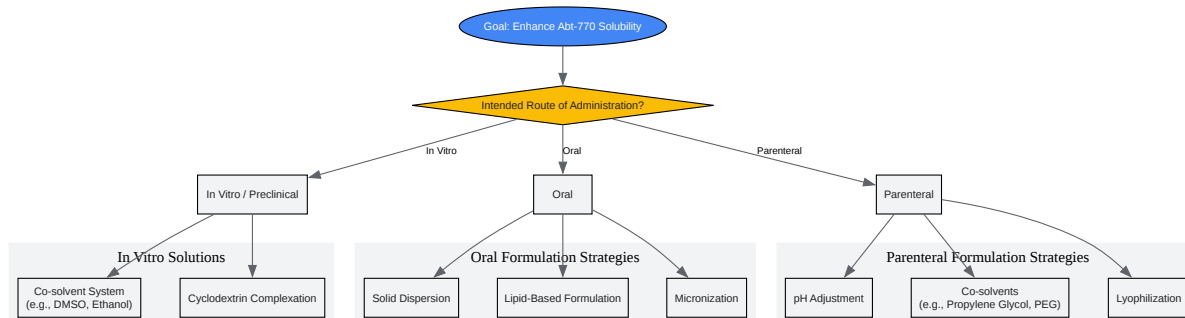 Goal: Enhance Abt-770 Solubility
Intended Route of Administration?
In Vitro
Oral
Parenteral
In Vitro / Preclinical
Oral
Parenteral
In Vitro Solutions
Oral Formulation Strategies
Parenteral Formulation Strategies
Co-solvent System
(e.g., DMSO, Ethanol)
Cyclodextrin Complexation
Solid Dispersion
Lipid-Based Formulation
Micronization
pH Adjustment
Co-solvents
(e.g., Propylene Glycol, PEG)
Lyophilization